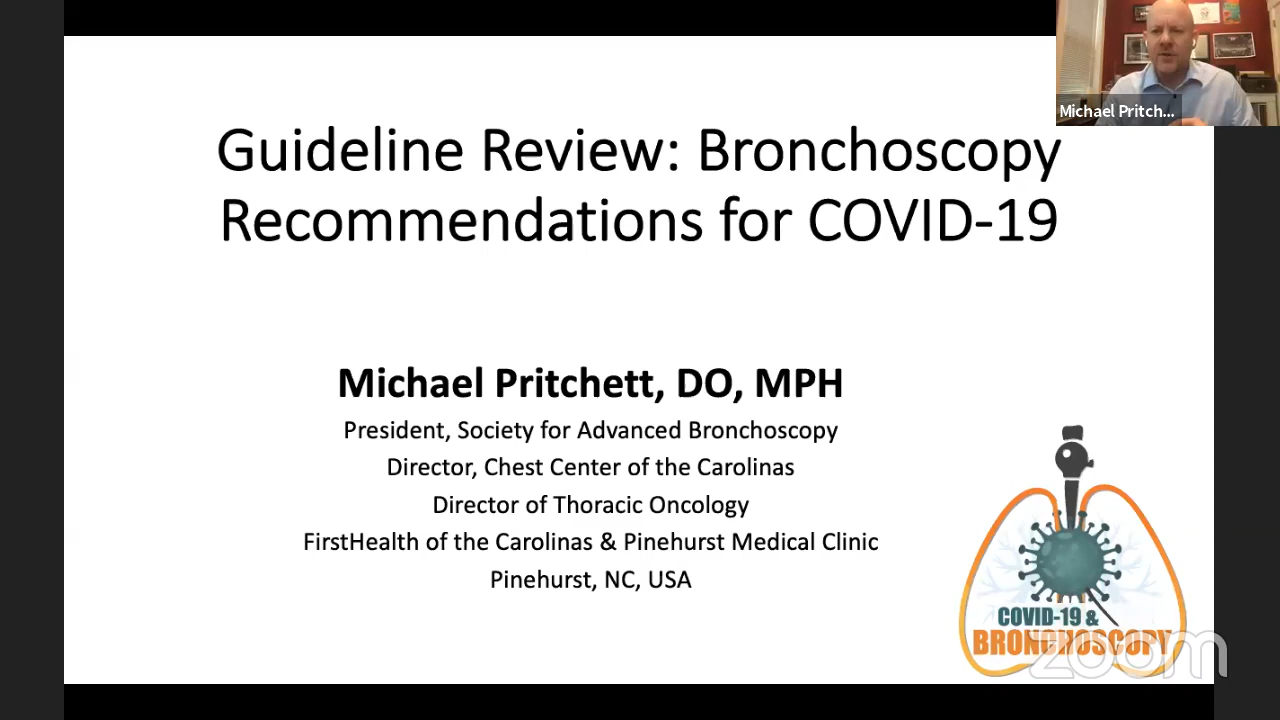 Michael Pritch...
Guideline Review: Bronchoscopy
Recommendations for COVID-19
Michael Pritchett, DO, MPH
President, Society for Advanced Bronchoscopy
Director, Chest Center of the Carolinas
Director of Thoracic Oncology
FirstHealth of the Carolinas & Pinehurst Medical Clinic
Pinehurst, NC, USA
COVID-19 &
BRONCHOSCOPY
zoom